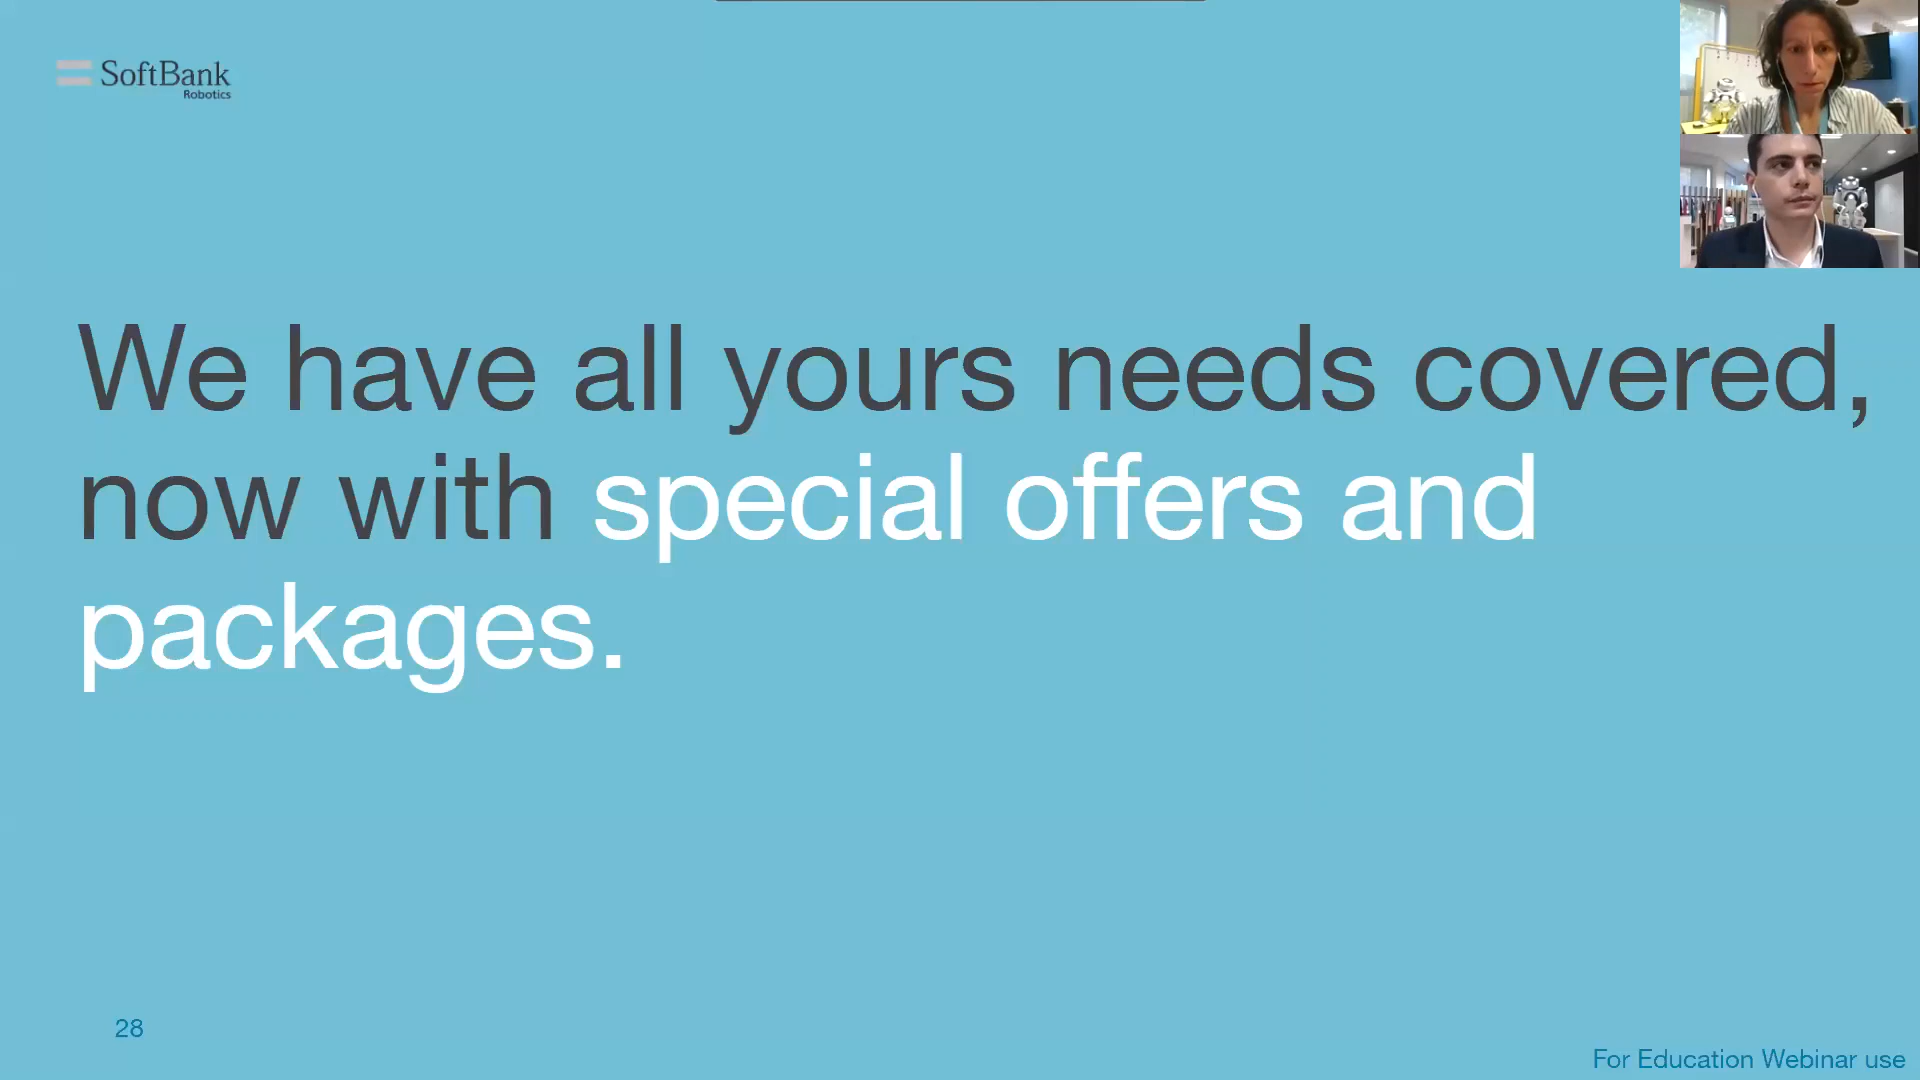 SoftBank
Robotics
We have all yours needs covered,
now with special offers and
packages.
28
For Education Webinar use